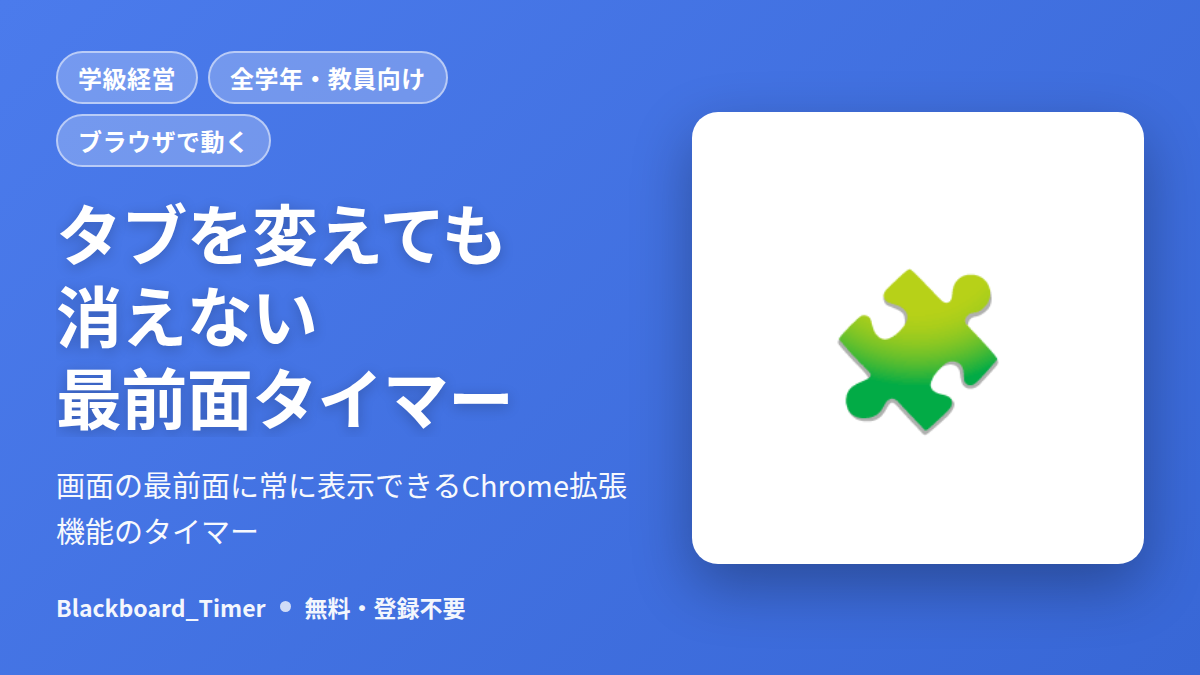 学級経営
全学年・教員向け
ブラウザで動く
タブを変えても
消えない
最前面タイマー
画面の最前面に常に表示できるChrome拡張
機能のタイマー
Blackboard_Timer ● 無料・登録不要